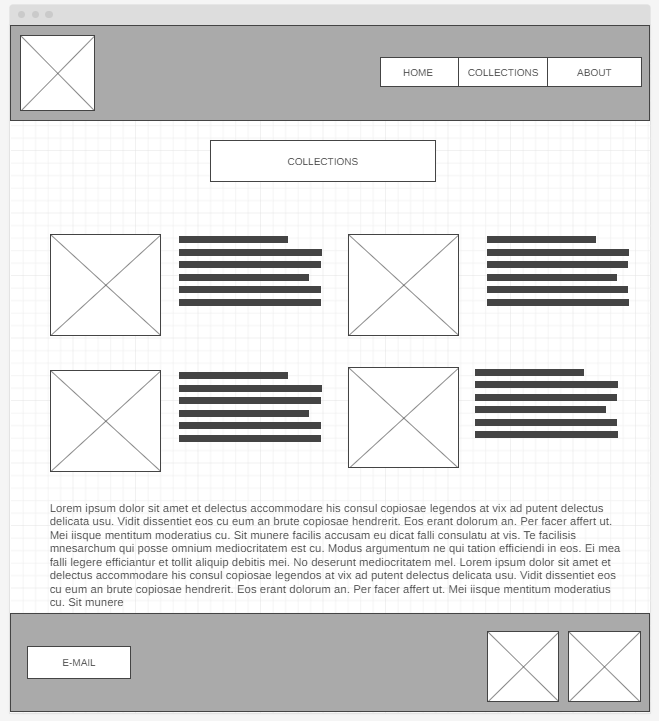 HOME
COLLECTIONS
ABOUT
COLLECTIONS
Lorem ipsum dolor sit amet et delectus accommodare his consul copiosae legendos at vix ad putent delectus
delicata usu. Vidit dissentiet eos cu eum an brute copiosae hendrerit. Eos erant dolorum an. Per facer affert ut.
Mei iisque mentitum moderatius cu. Sit munere facilis accusam eu dicat falli consulatu at vis. Te facilisis
mnesarchum qui posse omnium mediocritatem est cu. Modus argumentum ne qui tation efficiendi in eos. Ei mea
falli legere efficiantur et tollit aliquip debitis mei. No deserunt mediocritatem mel. Lorem ipsum dolor sit amet et
delectus accommodare his consul copiosae legendos at vix ad putent delectus delicata usu. Vidit dissentiet eos
cu eum an brute copiosae hendrerit. Eos erant dolorum an. Per facer affert ut. Mei iisque mentitum moderatius
cu. Sit munere
E-MAIL